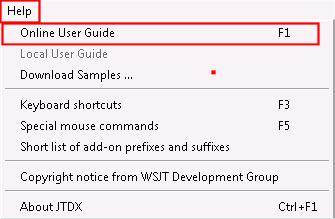 Help
Online User Guide F1
Local User Guide
Download Samples ...
Keyboard shortcuts F3
Special mouse commands F5
Short list of add-on prefixes and suffixes
Copyright notice from WSJT Development Group
About JTDX Ctrl+F1